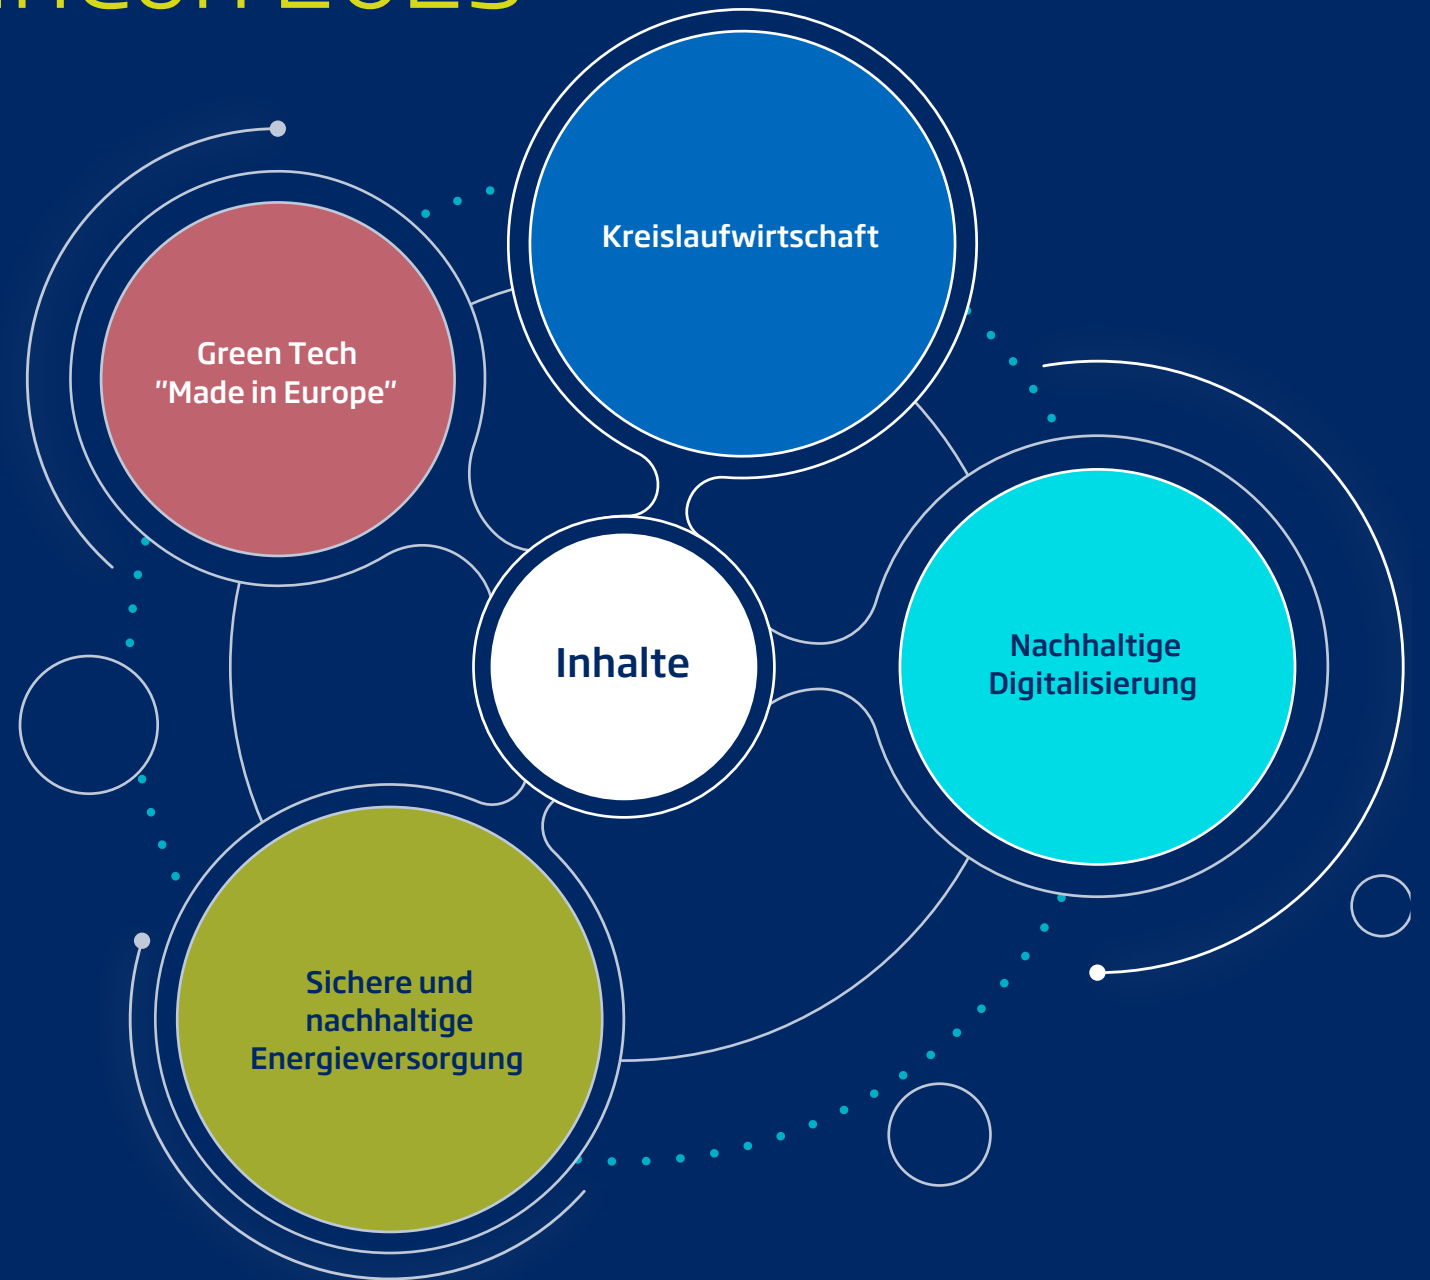 Kreislaufwirtschaft
Green Tech
"Made in Europe"
Inhalte
Nachhaltige
Digitalisierung
Sichere und
nachhaltige
Energieversorgung